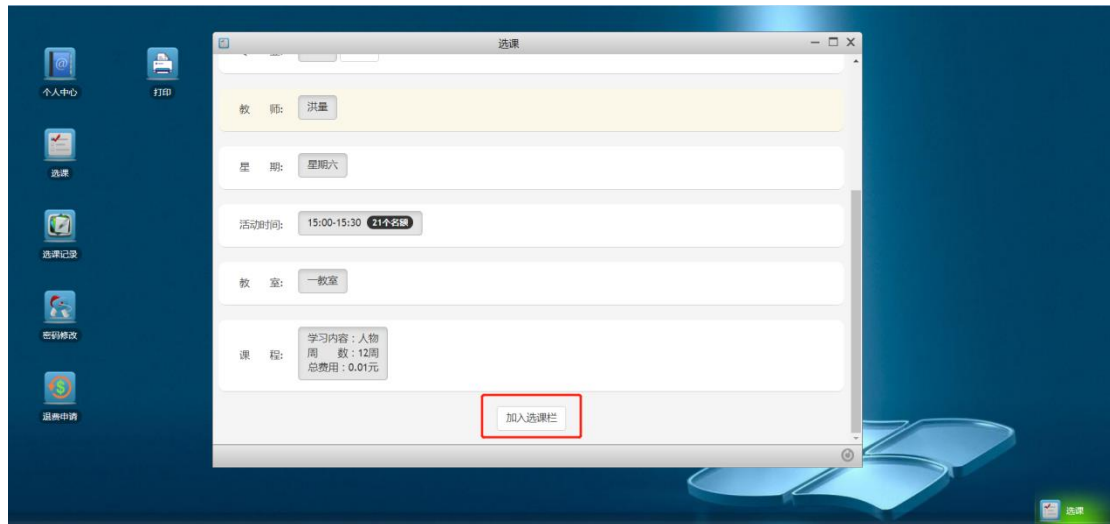 选课
个人中心
打印
教 师: 洪量
选课
星 期: 星期六
活动时间: 15:00-15:30 21个名额
选课记录
教 室: 一教室
密码修改
课 程: 学习内容：人物
周 数：12周
总费用：0.01元
退费申请
加入选课栏
选课